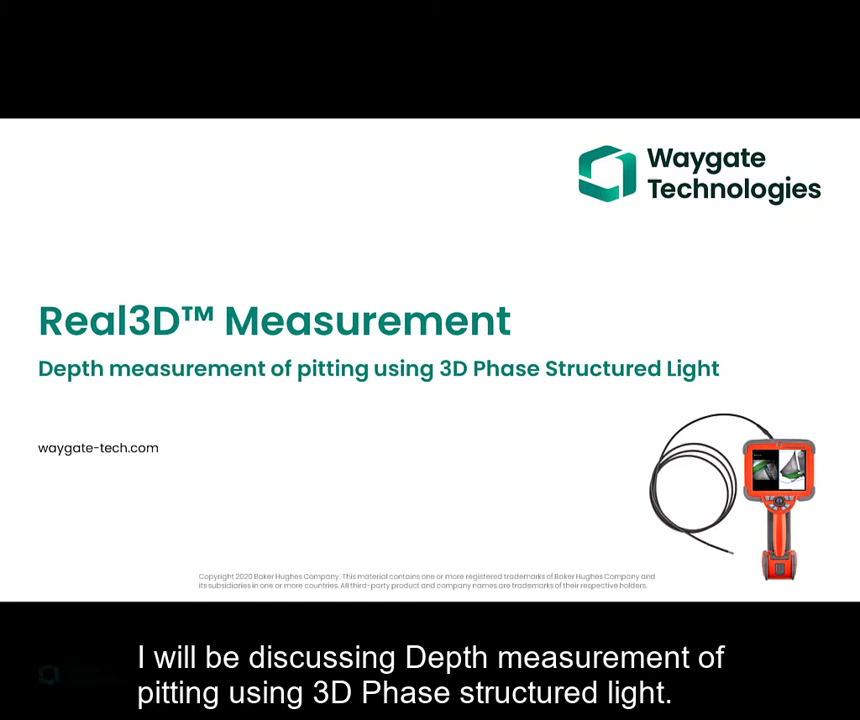 Waygate
Technologies
Real3D™ Measurement
Depth measurement of pitting using 3D Phase Structured Light
waygate-tech.com
Copyright 2020 Baker Hughes Company. This material contains one or more registered trademarks of Baker Hughes Company and
its subsidiaries in one or more countries. All third-party product and company names are trademarks of their respective holders.
I will be discussing Depth measurement of
pitting using 3D Phase structured light.